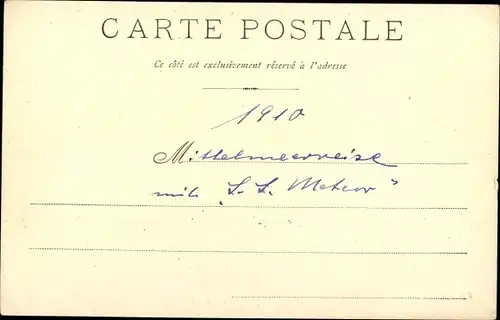 CARTE POSTALE
Ce côté est exclusivement réservé à l'adresse
1910
Mittelmeerreise
mit "S. S. Meteor"